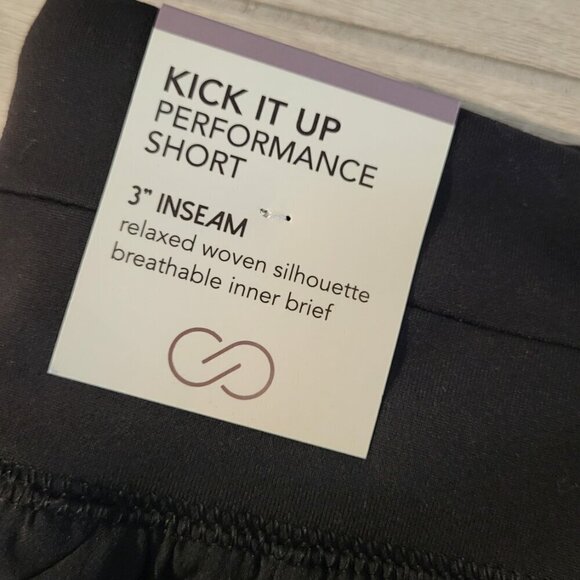 KICK IT UP
PERFORMANCE
SHORT
3" INSEAM
relaxed woven silhouette
breathable inner brief